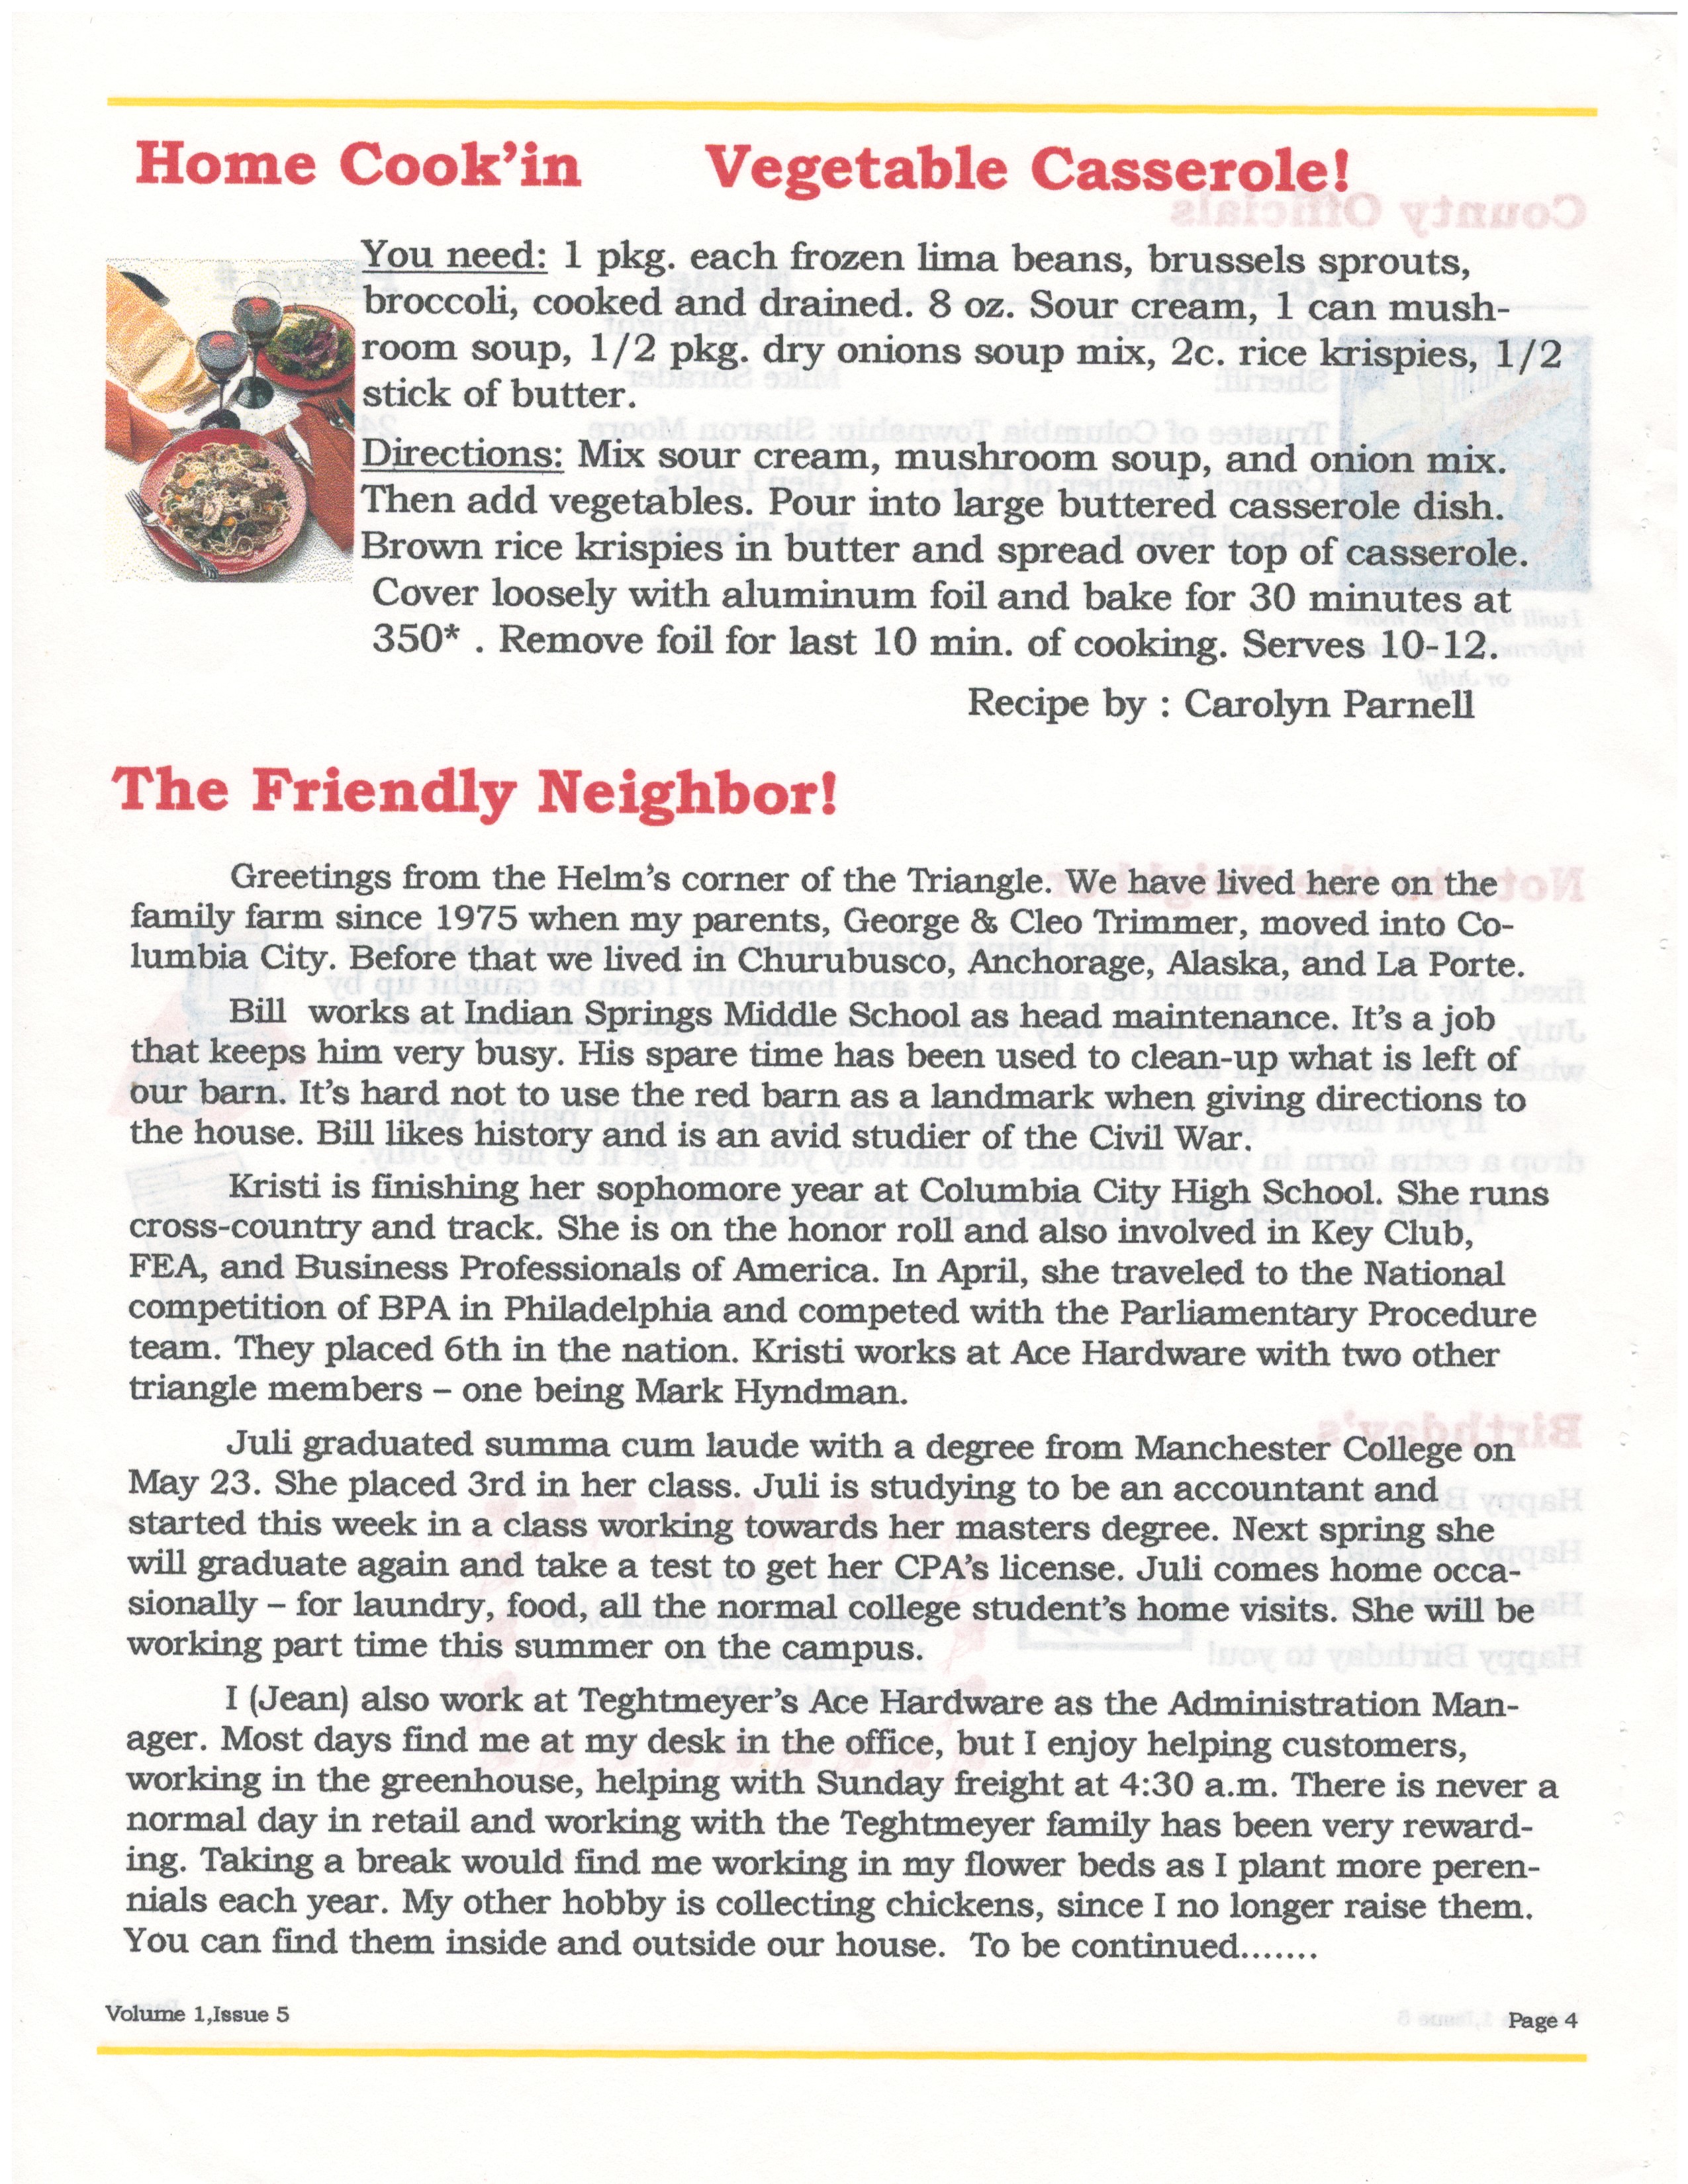 Home Cook'in Vegetable Casserole!
You need: 1 pkg. each frozen lima beans, brussels sprouts,
broccoli, cooked and drained. 8 oz. Sour cream, 1 can mush-
room soup, 1/2 pkg. dry onions soup mix, 2c. rice krispies, 1/2
stick of butter.
Directions: Mix sour cream, mushroom soup, and onion mix.
Then add vegetables. Pour into large buttered casserole dish.
Brown rice krispies in butter and spread over top of casserole.
Cover loosely with aluminum foil and bake for 30 minutes at
350* . Remove foil for last 10 min. of cooking. Serves 10-12.
Recipe by : Carolyn Parnell
The Friendly Neighbor!
Greetings from the Helm's corner of the Triangle. We have lived here on the
family farm since 1975 when my parents, George & Cleo Trimmer, moved into Co-
lumbia City. Before that we lived in Churubusco, Anchorage, Alaska, and La Porte.
Bill works at Indian Springs Middle School as head maintenance. It's a job
that keeps him very busy. His spare time has been used to clean-up what is left of
our barn. It's hard not to use the red barn as a landmark when giving directions to
the house. Bill likes history and is an avid studier of the Civil War.
Kristi is finishing her sophomore year at Columbia City High School. She runs
cross-country and track. She is on the honor roll and also involved in Key Club,
FEA, and Business Professionals of America. In April, she traveled to the National
competition of BPA in Philadelphia and competed with the Parliamentary Procedure
team. They placed 6th in the nation. Kristi works at Ace Hardware with two other
triangle members – one being Mark Hyndman.
Juli graduated summa cum laude with a degree from Manchester College on
May 23. She placed 3rd in her class. Juli is studying to be an accountant and
started this week in a class working towards her masters degree. Next spring she
will graduate again and take a test to get her CPA's license. Juli comes home occa-
sionally – for laundry, food, all the normal college student's home visits. She will be
working part time this summer on the campus.
I (Jean) also work at Teghtmeyer's Ace Hardware as the Administration Man-
ager. Most days find me at my desk in the office, but I enjoy helping customers,
working in the greenhouse, helping with Sunday freight at 4:30 a.m. There is never a
normal day in retail and working with the Teghtmeyer family has been very reward-
ing. Taking a break would find me working in my flower beds as I plant more peren-
nials each year. My other hobby is collecting chickens, since I no longer raise them.
You can find them inside and outside our house. To be continued.......
Volume 1,Issue 5
Page 4